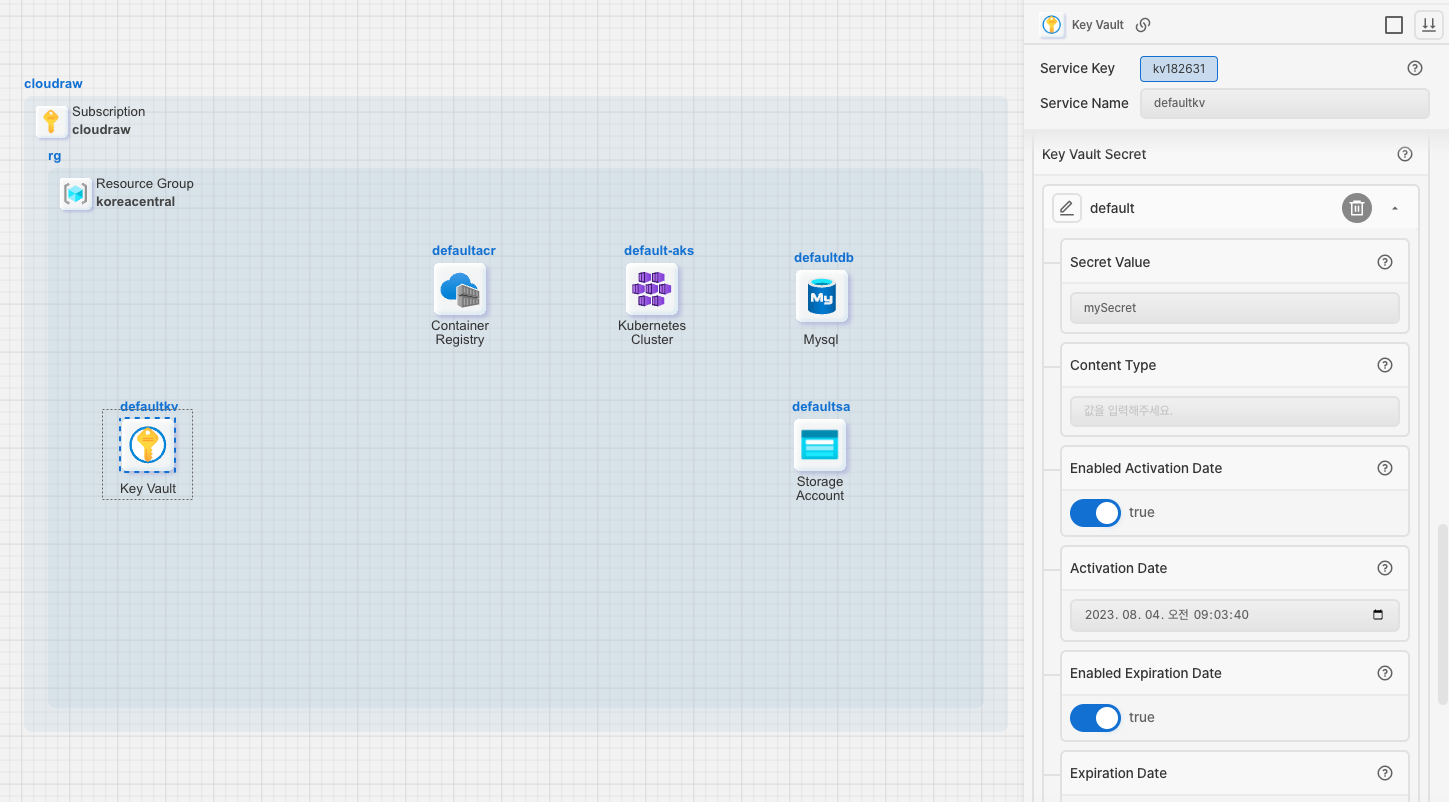 cloudraw
Subscription
cloudraw
rg
Resource Group
koreacentral
defaultacr
Container
Registry
default-aks
Kubernetes
Cluster
defaultdb
My
Mysql
defaultkv
Key Vault
defaultsa
Storage
Account
Key Vault
Service Key
kv182631
Service Name
defaultkv
Key Vault Secret
default
Secret Value
mySecret
Content Type
값을 입력해주세요.
Enabled Activation Date
true
Activation Date
2023. 08. 04. 오전 09:03:40
Enabled Expiration Date
true
Expiration Date